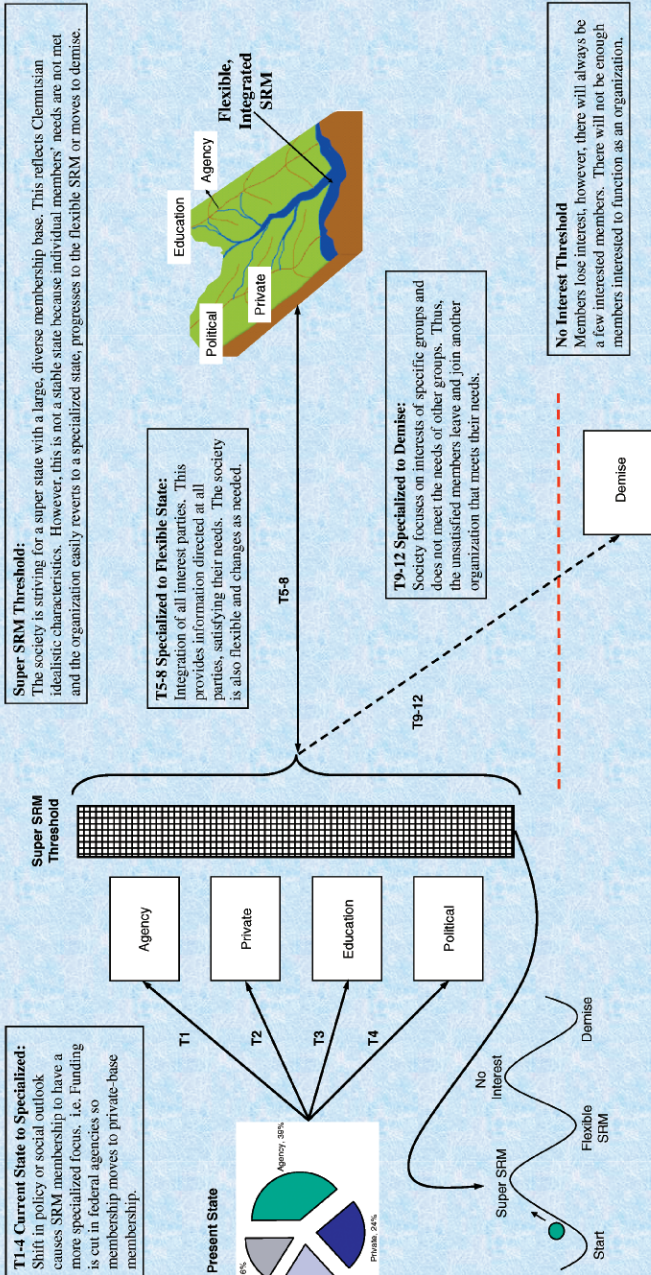 T1-4 Current State to Specialized:
Shift in policy or social outlook
causes SRM membership to have a
more specialized focus. i.e. Funding
is cut in federal agencies so
membership moves to private-base
membership.
Super SRM Threshold:
The society is striving for a super state with a large, diverse membership base. This reflects Clemntsian
idealistic characteristics. However, this is not a stable state because individual members' needs are not met
and the organization easily reverts to a specialized state, progresses to the flexible SRM or moves to demise.
Super SRM
Threshold
Present State
Agency, 39%
Private, 24%
6%
T1
T2
T3
T4
Agency
Private
Education
Political
T5-8 Specialized to Flexible State:
Integration of all interest parties. This
provides information directed at all
parties, satisfying their needs. The society
is also flexible and changes as needed.
T5-8
Education
Agency
Political
Private
Flexible,
Integrated
SRM
T9-12
T9-12 Specialized to Demise:
Society focuses on interests of specific groups and
does not meet the needs of other groups. Thus,
the unsatisfied members leave and join another
organization that meets their needs.
Start
Super SRM
Flexible
SRM
No
Interest
Demise
Demise
No Interest Threshold
Members lose interest, however, there will always be
a few interested members. There will not be enough
members interested to function as an organization.